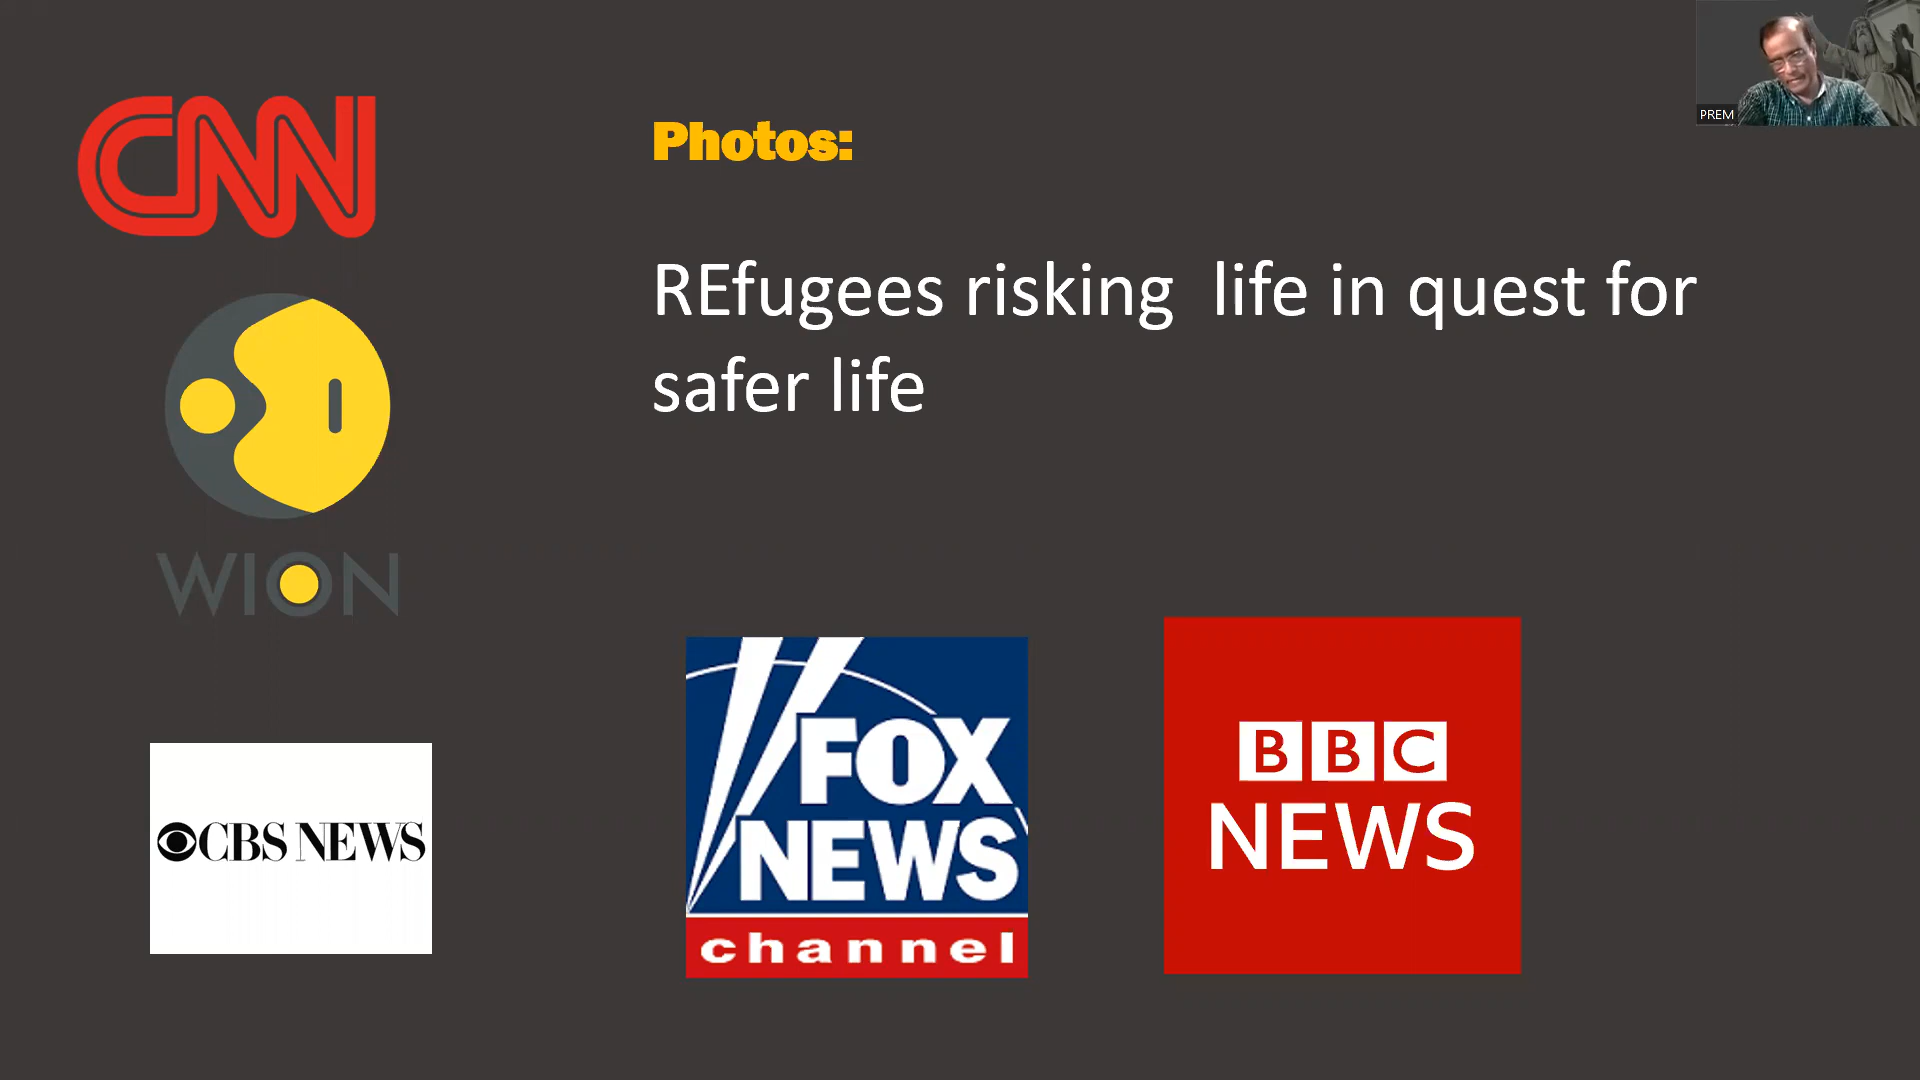 CNN
PREM
Photos:
REfugees risking  life in quest for
safer life
WION
CBS NEWS
FOX
NEWS
channel
BBC
NEWS